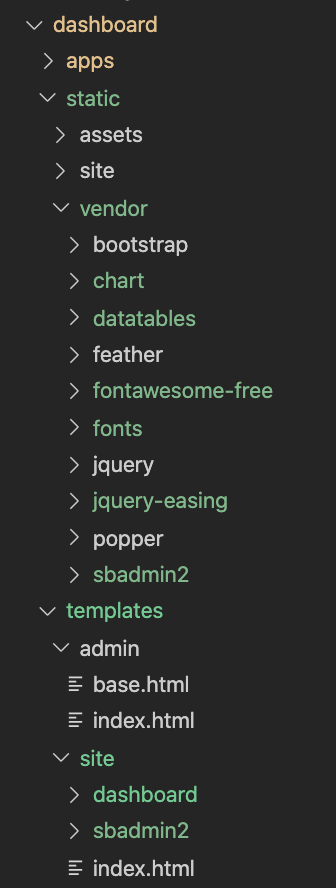 dashboard
apps
static
assets
site
vendor
bootstrap
chart
datatables
feather
fontawesome-free
fonts
jquery
jquery-easing
popper
sbadmin2
templates
admin
base.html
index.html
site
dashboard
sbadmin2
index.html